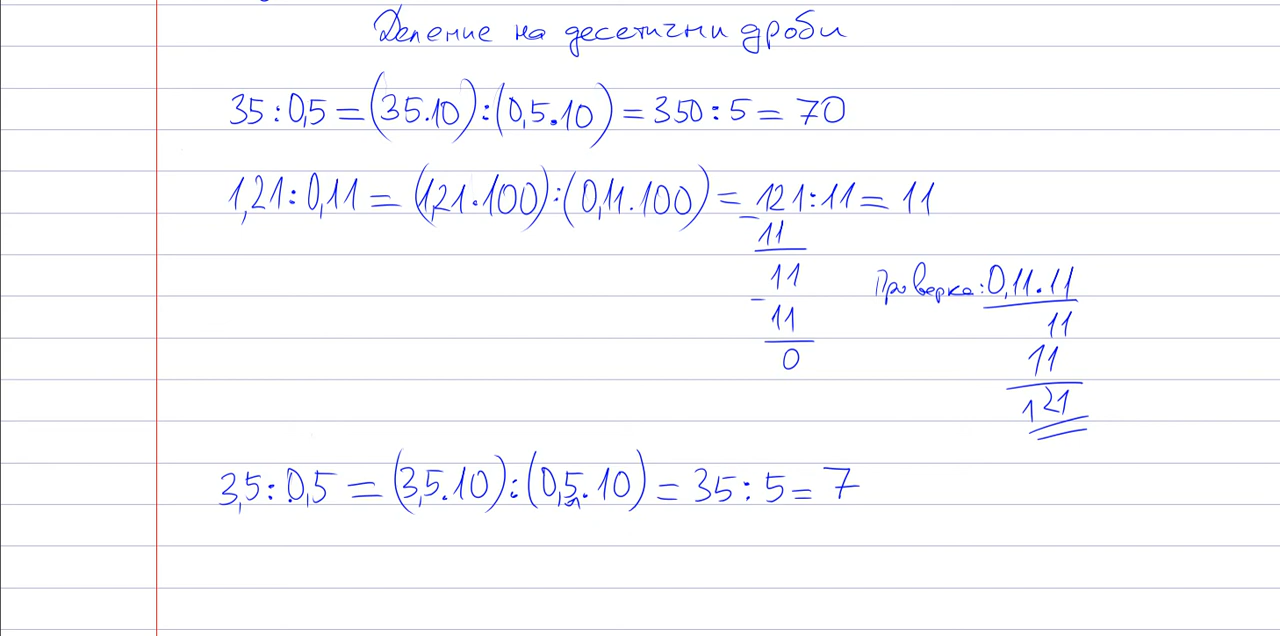 Деление на десетични дроби
35 : 0,5 = (35.10) : (0,5.10) = 350 : 5 = 70
1,21 : 0,11 = (1,21.100) : (0,11.100) = 121 : 11 = 11
- 11
11
- 11
0
Проверка: 0,11.11
11
11
121
3,5 : 0,5 = (3,5.10) : (0,5.10) = 35 : 5 = 7